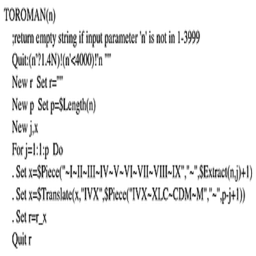 TOROMAN(n)
;return empty string if input parameter 'n' is not in 1-3999
Quit:(n'?1.4N)!(n'<4000)!'n ""
New r Set r=""
New p Set p=$Length(n)
New j,x
For j=1:1:p Do
. Set x=$Piece("~I~II~III~IV~V~VI~VII~VIII~IX","~",$Extract(n,j)+1)
. Set x=$Translate(x,"IVX",$Piece("IVX~XLC~CDM~M","~",p-j+1))
. Set r=r_x
Quit r